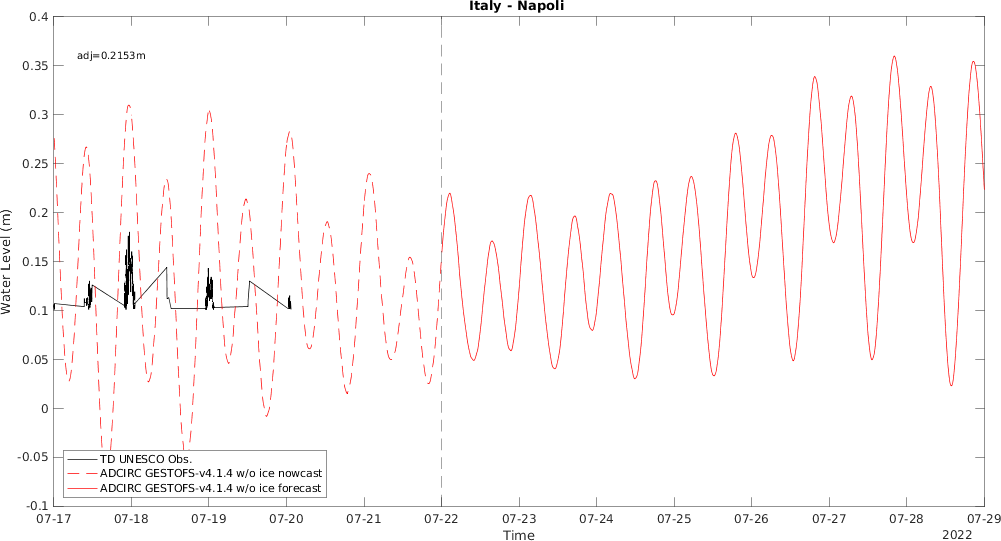 Italy - Napoli
adj=0.2153m
Water Level (m)
0.4
0.35
0.3
0.25
0.2
0.15
0.1
0.05
0
-0.05
-0.1
TD UNESCO Obs.
ADCIRC GESTOFS-v4.1.4 w/o ice nowcast
ADCIRC GESTOFS-v4.1.4 w/o ice forecast
07-17 07-18 07-19 07-20 07-21 07-22 07-23 07-24 07-25 07-26 07-27 07-28 07-29
Time
2022